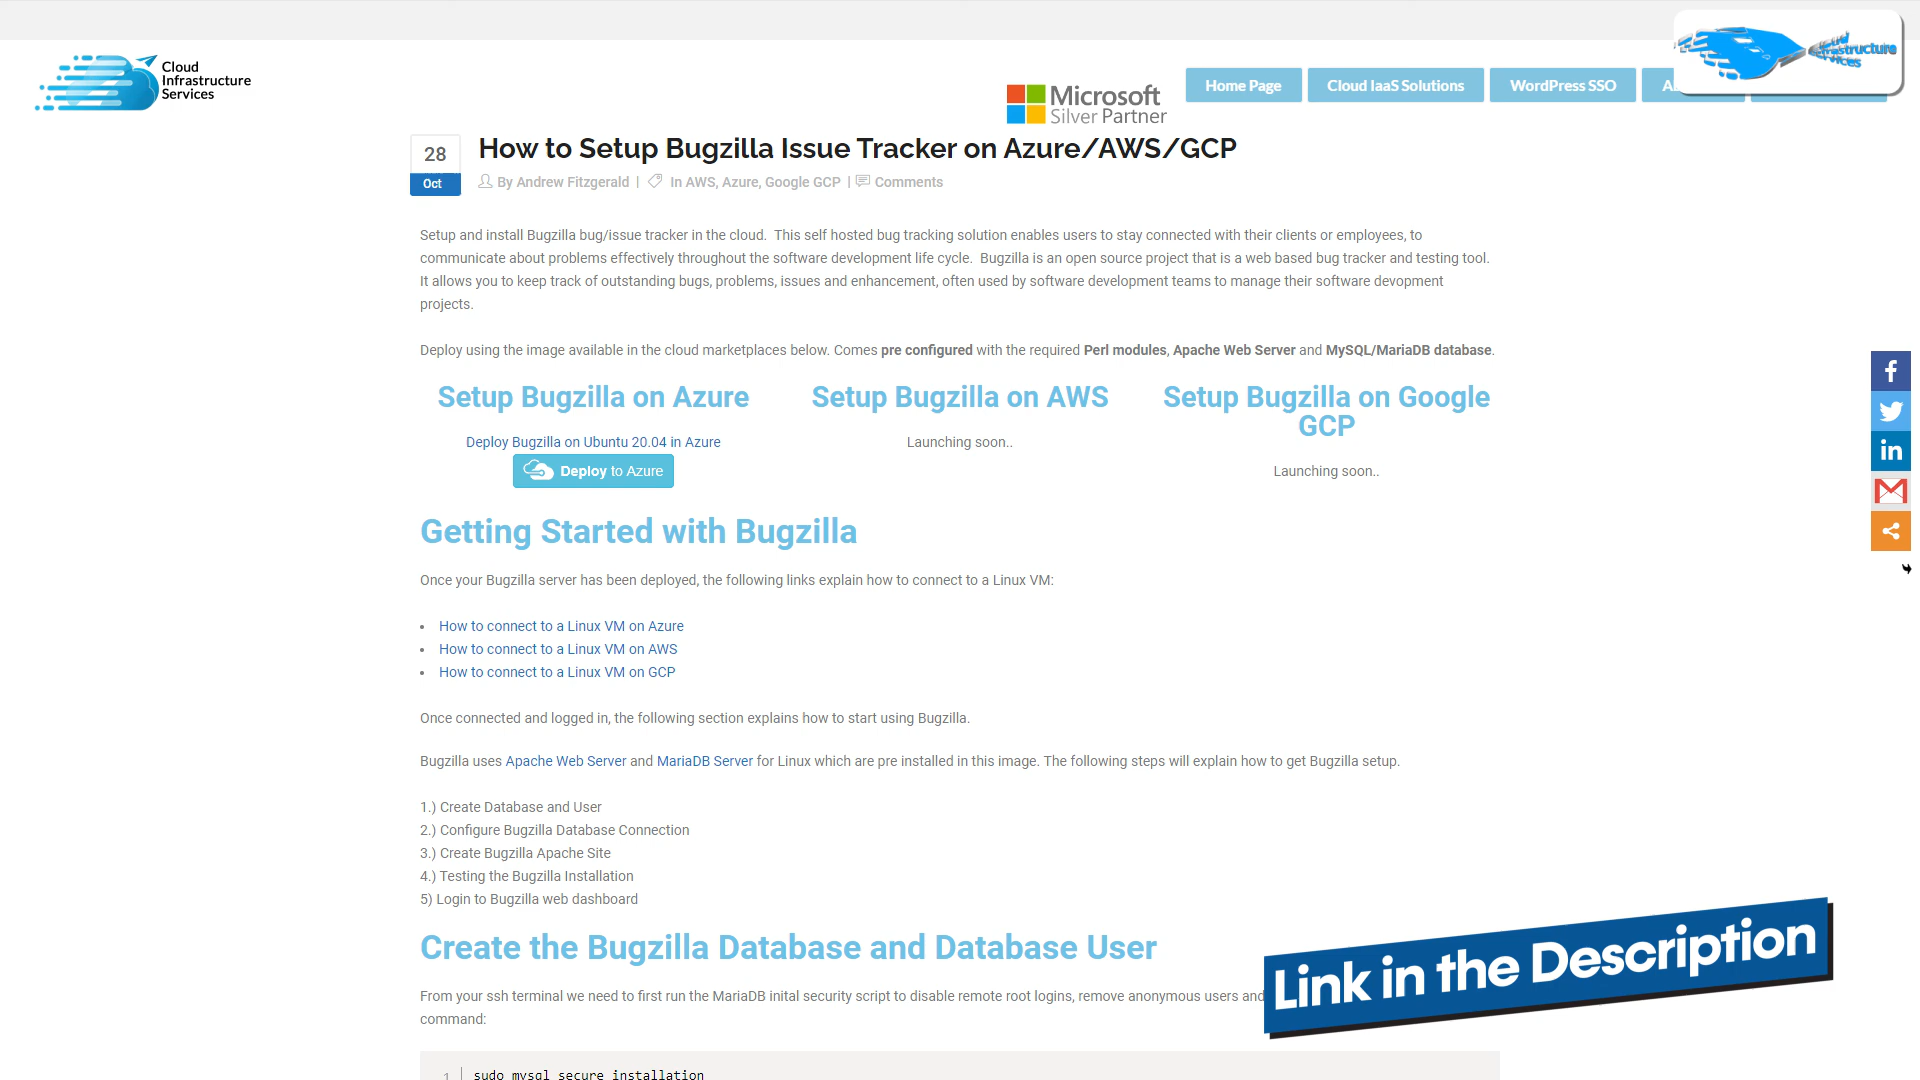 Cloud
Infrastructure
Services
Microsoft
Silver Partner
Home Page
Cloud IaaS Solutions
WordPress SSO
Infrastructure
Services
28
Oct
How to Setup Bugzilla Issue Tracker on Azure/AWS/GCP
By Andrew Fitzgerald | In AWS, Azure, Google GCP | Comments
Setup and install Bugzilla bug/issue tracker in the cloud.  This self hosted bug tracking solution enables users to stay connected with their clients or employees, to
communicate about problems effectively throughout the software development life cycle.  Bugzilla is an open source project that is a web based bug tracker and testing tool.
It allows you to keep track of outstanding bugs, problems, issues and enhancement, often used by software development teams to manage their software devopment
projects.
Deploy using the image available in the cloud marketplaces below. Comes pre configured with the required Perl modules, Apache Web Server and MySQL/MariaDB database.
Setup Bugzilla on Azure
Deploy Bugzilla on Ubuntu 20.04 in Azure
Deploy to Azure
Setup Bugzilla on AWS
Launching soon..
Setup Bugzilla on Google
GCP
Launching soon..
Getting Started with Bugzilla
Once your Bugzilla server has been deployed, the following links explain how to connect to a Linux VM:
• How to connect to a Linux VM on Azure
• How to connect to a Linux VM on AWS
• How to connect to a Linux VM on GCP
Once connected and logged in, the following section explains how to start using Bugzilla.
Bugzilla uses Apache Web Server and MariaDB Server for Linux which are pre installed in this image. The following steps will explain how to get Bugzilla setup.
1.) Create Database and User
2.) Configure Bugzilla Database Connection
3.) Create Bugzilla Apache Site
4.) Testing the Bugzilla Installation
5) Login to Bugzilla web dashboard
Create the Bugzilla Database and Database User
From your ssh terminal we need to first run the MariaDB inital security script to disable remote root logins, remove anonymous users and
command:
1 sudo mysql_secure_installation
Link in the Description